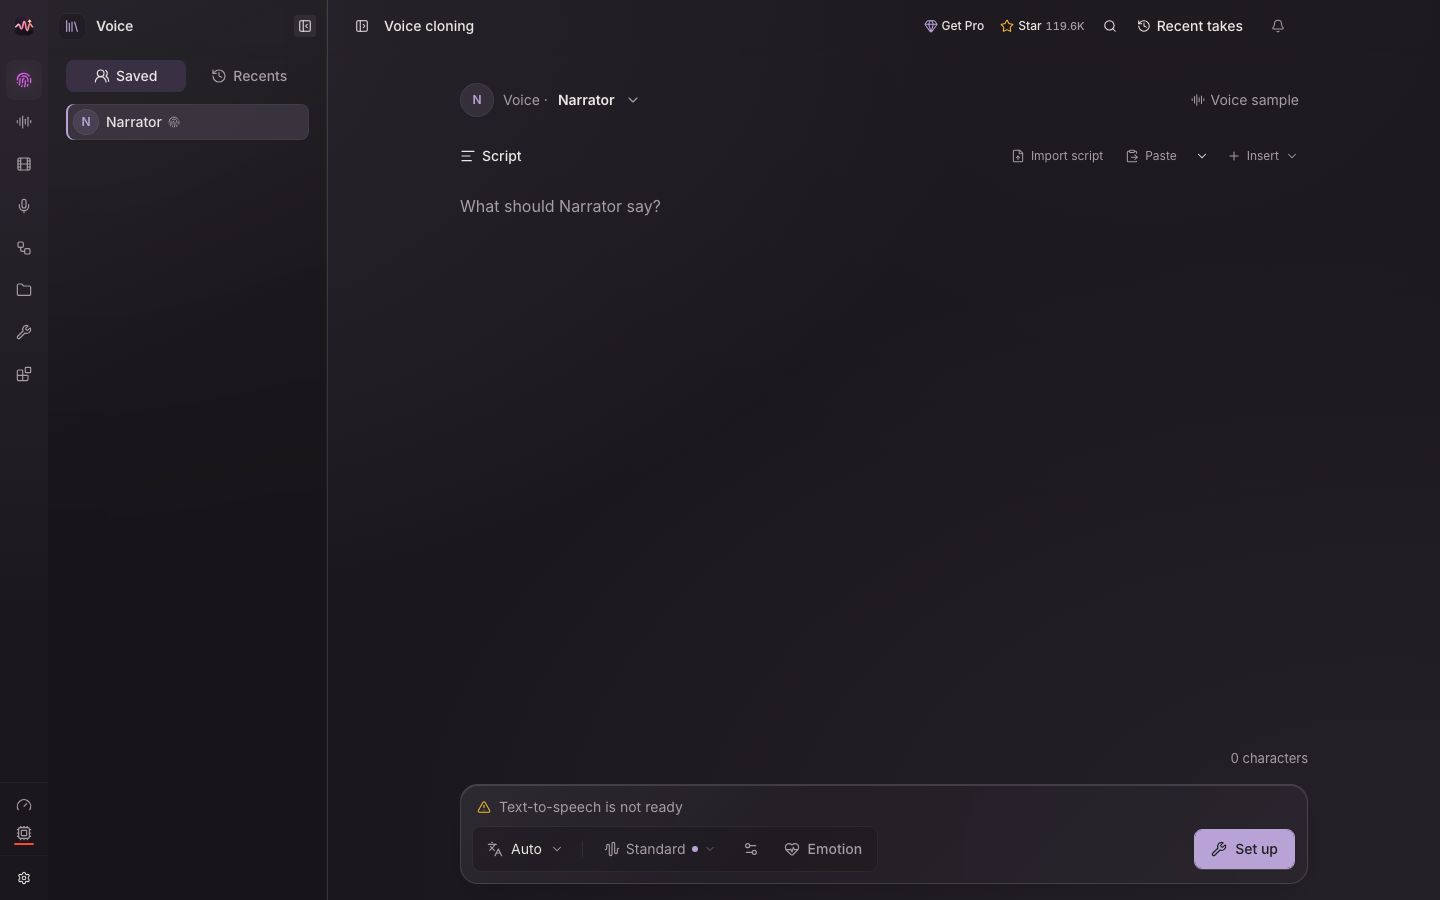 Voice
Voice cloning
Get Pro
Star 119.6K
Recent takes
Saved
Recents
N
Narrator
N
Voice · Narrator
Voice sample
Script
Import script
Paste
Insert
What should Narrator say?
0 characters
Text-to-speech is not ready
Auto
Standard
Emotion
Set up